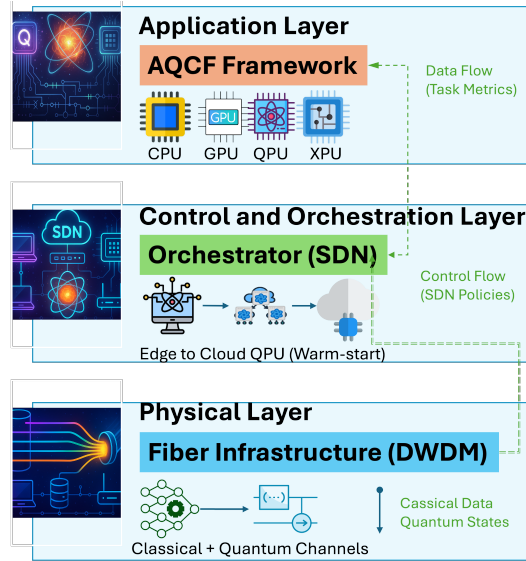 Application Layer
Q
AQCF Framework
Data Flow
(Task Metrics)
GPU
CPU GPU QPU XPU
Control and Orchestration Layer
SDN
Orchestrator (SDN)
Control Flow
(SDN Policies)
Edge to Cloud QPU (Warm-start)
Physical Layer
Fiber Infrastructure (DWDM)
(···)
Cassical Data
Quantum States
Classical + Quantum Channels